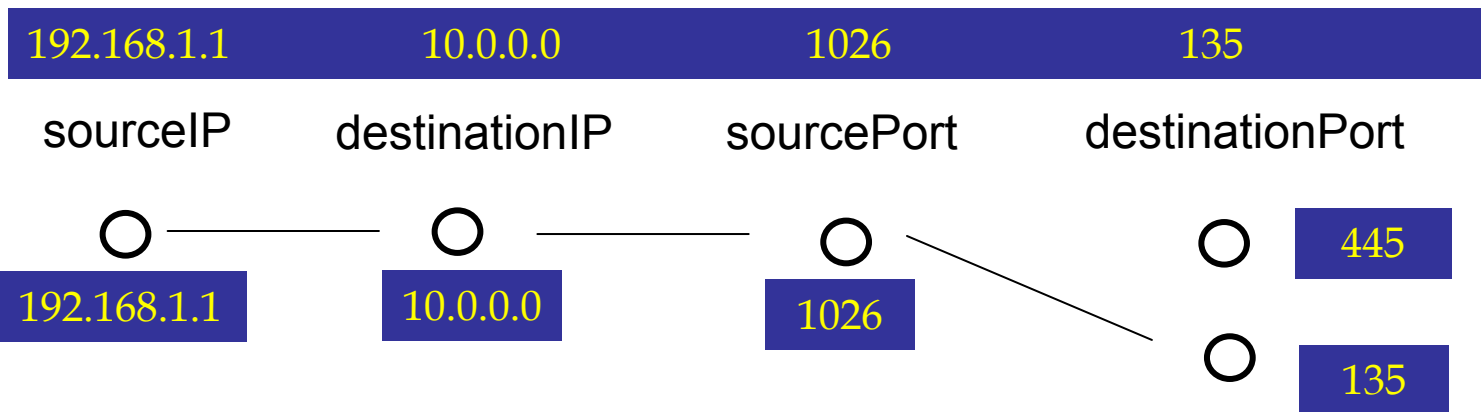 192.168.1.1 10.0.0.0 1026 135
sourceIP destinationIP sourcePort destinationPort
445
192.168.1.1 10.0.0.0 1026
135